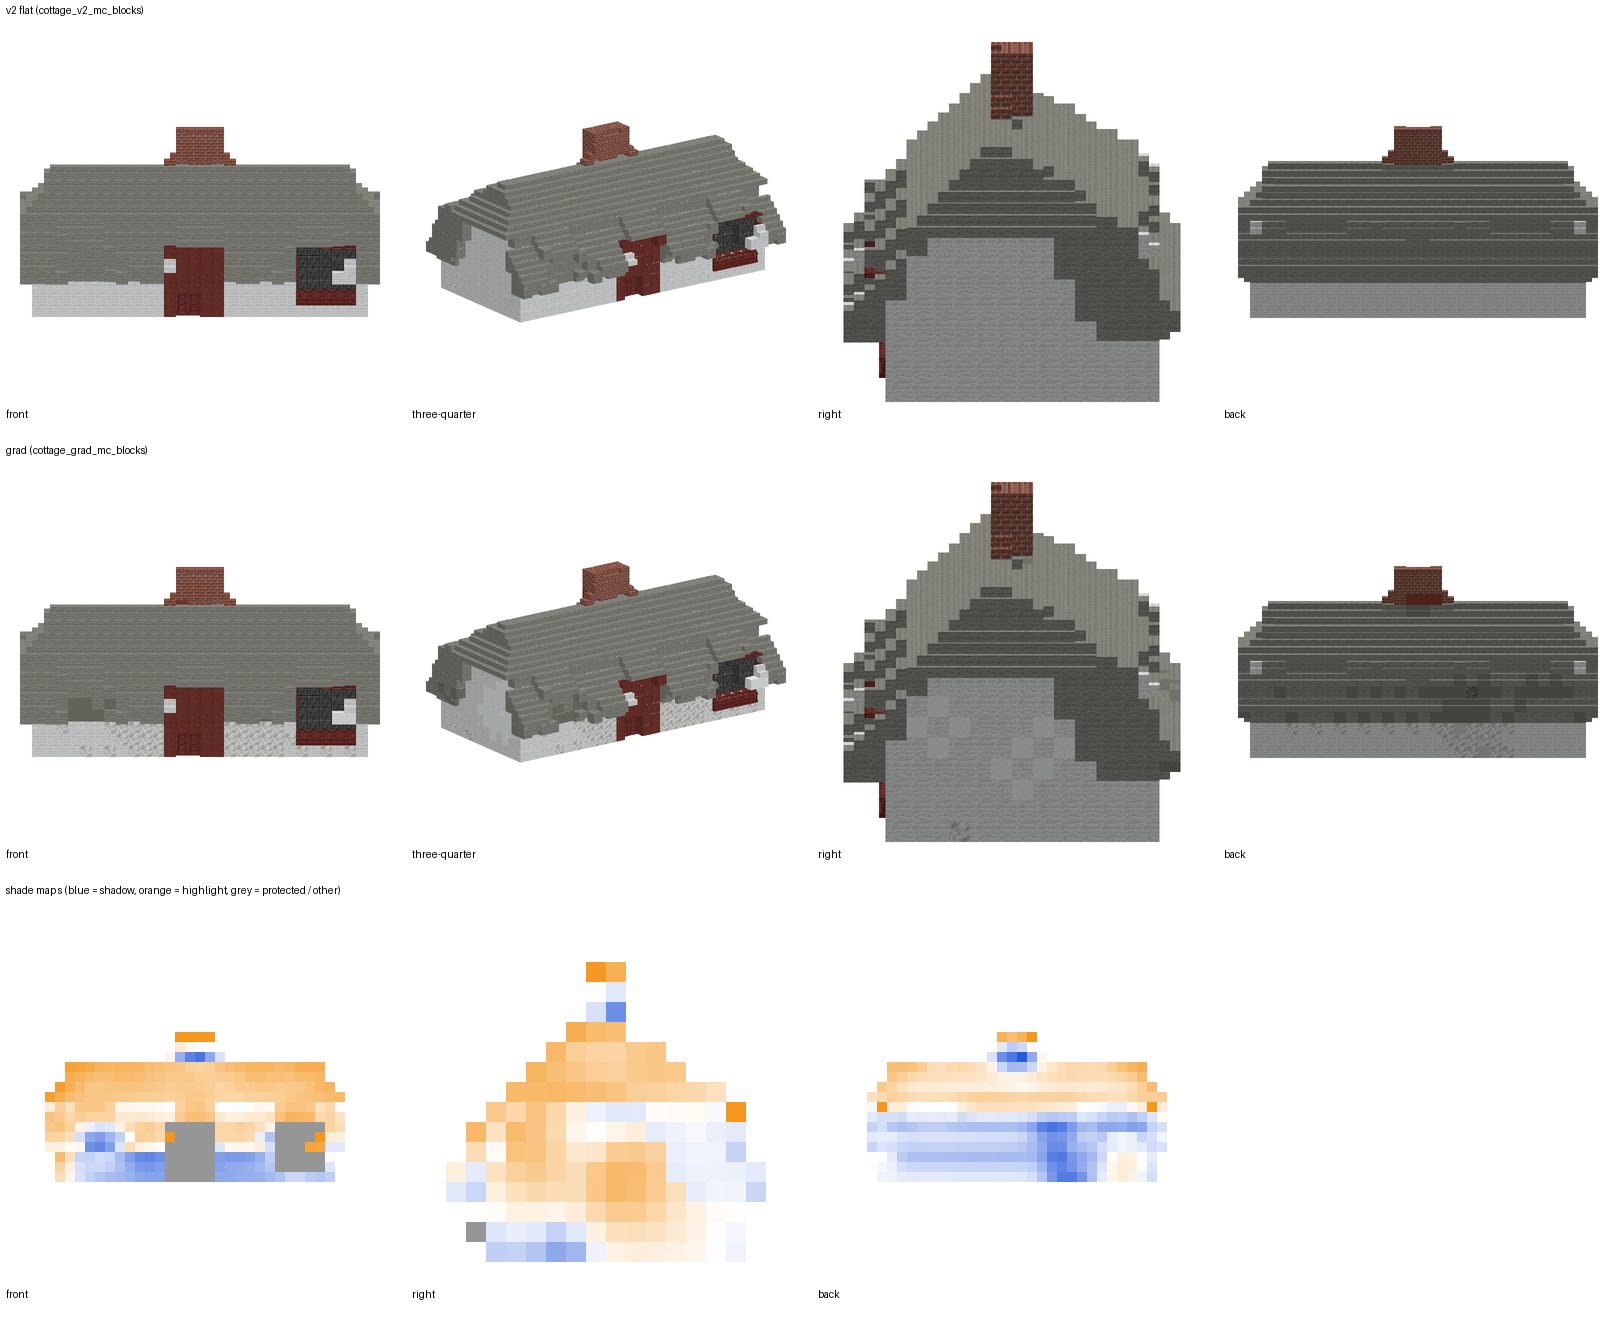 v2 flat (cottage_v2_mc_blocks)
front
three-quarter
right
back
grad (cottage_grad_mc_blocks)
front
three-quarter
right
back
shade maps (blue = shadow, orange = highlight, grey = protected / other)
front
right
back